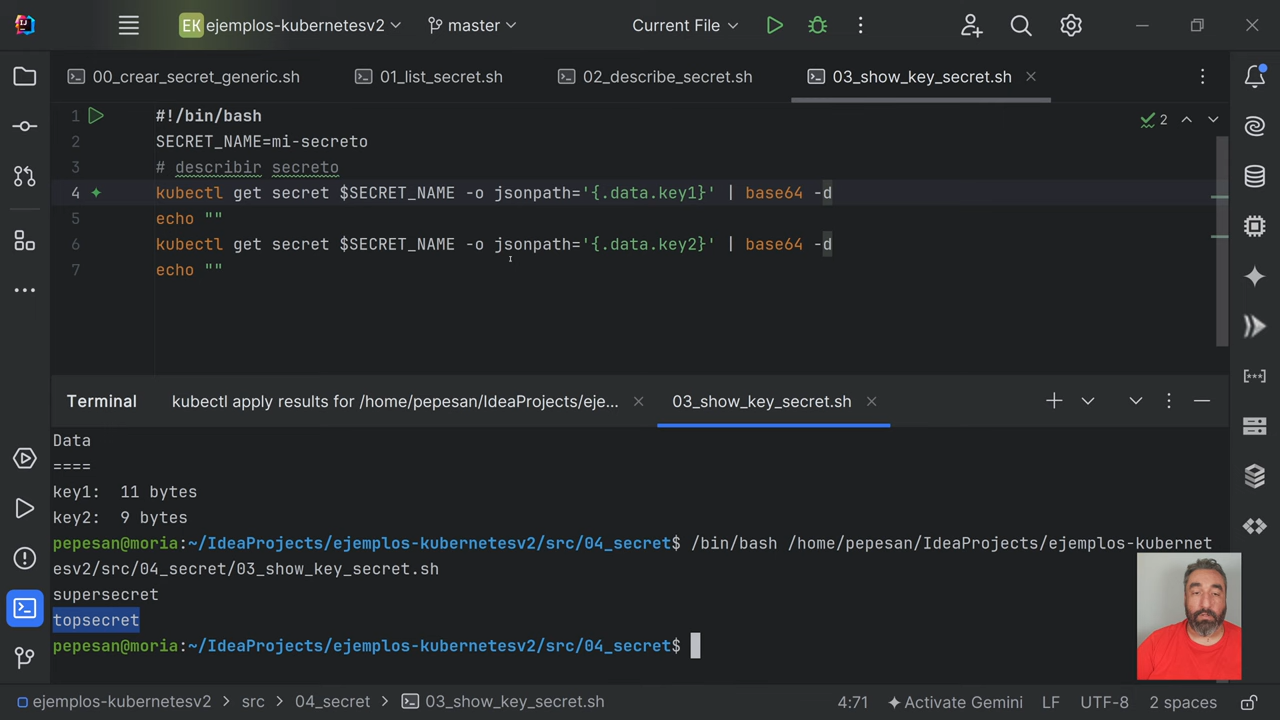 EK ejemplos-kubernetesv2 master Current File
00_crear_secret_generic.sh 01_list_secret.sh 02_describe_secret.sh 03_show_key_secret.sh
1 #!/bin/bash 2
2 SECRET_NAME=mi-secreto
3 # describir secreto
4 kubectl get secret $SECRET_NAME -o jsonpath='{.data.key1}' | base64 -d
5 echo ""
6 kubectl get secret $SECRET_NAME -o jsonpath='{.data.key2}' | base64 -d
7 echo ""
Terminal kubectl apply results for /home/pepesan/IdeaProjects/eje... 03_show_key_secret.sh
Data
====
key1: 11 bytes
key2: 9 bytes
pepesan@moria:~/IdeaProjects/ejemplos-kubernetesv2/src/04_secret$ /bin/bash /home/pepesan/IdeaProjects/ejemplos-kubernet
esv2/src/04_secret/03_show_key_secret.sh
supersecret
topsecret
pepesan@moria:~/IdeaProjects/ejemplos-kubernetesv2/src/04_secret$
ejemplos-kubernetesv2 > src > 04_secret > 03_show_key_secret.sh 4:71 Activate Gemini LF UTF-8 2 spaces